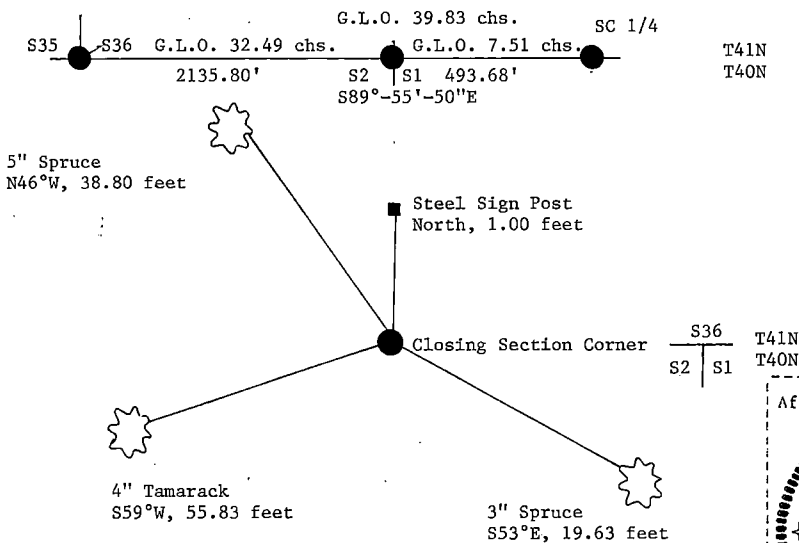 G.L.O. 39.83 chs.
SC 1/4
S35 S36 G.L.O. 32.49 chs. G.L.O. 7.51 chs.
T41N
T40N
2135.80' S2 S1 493.68'
S89°-55'-50"E
5" Spruce
N46°W, 38.80 feet
Steel Sign Post
North, 1.00 feet
Closing Section Corner
S36
S2 S1
T41N
T40N
Af
4" Tamarack
S59°W, 55.83 feet
3" Spruce
S53°E, 19.63 feet